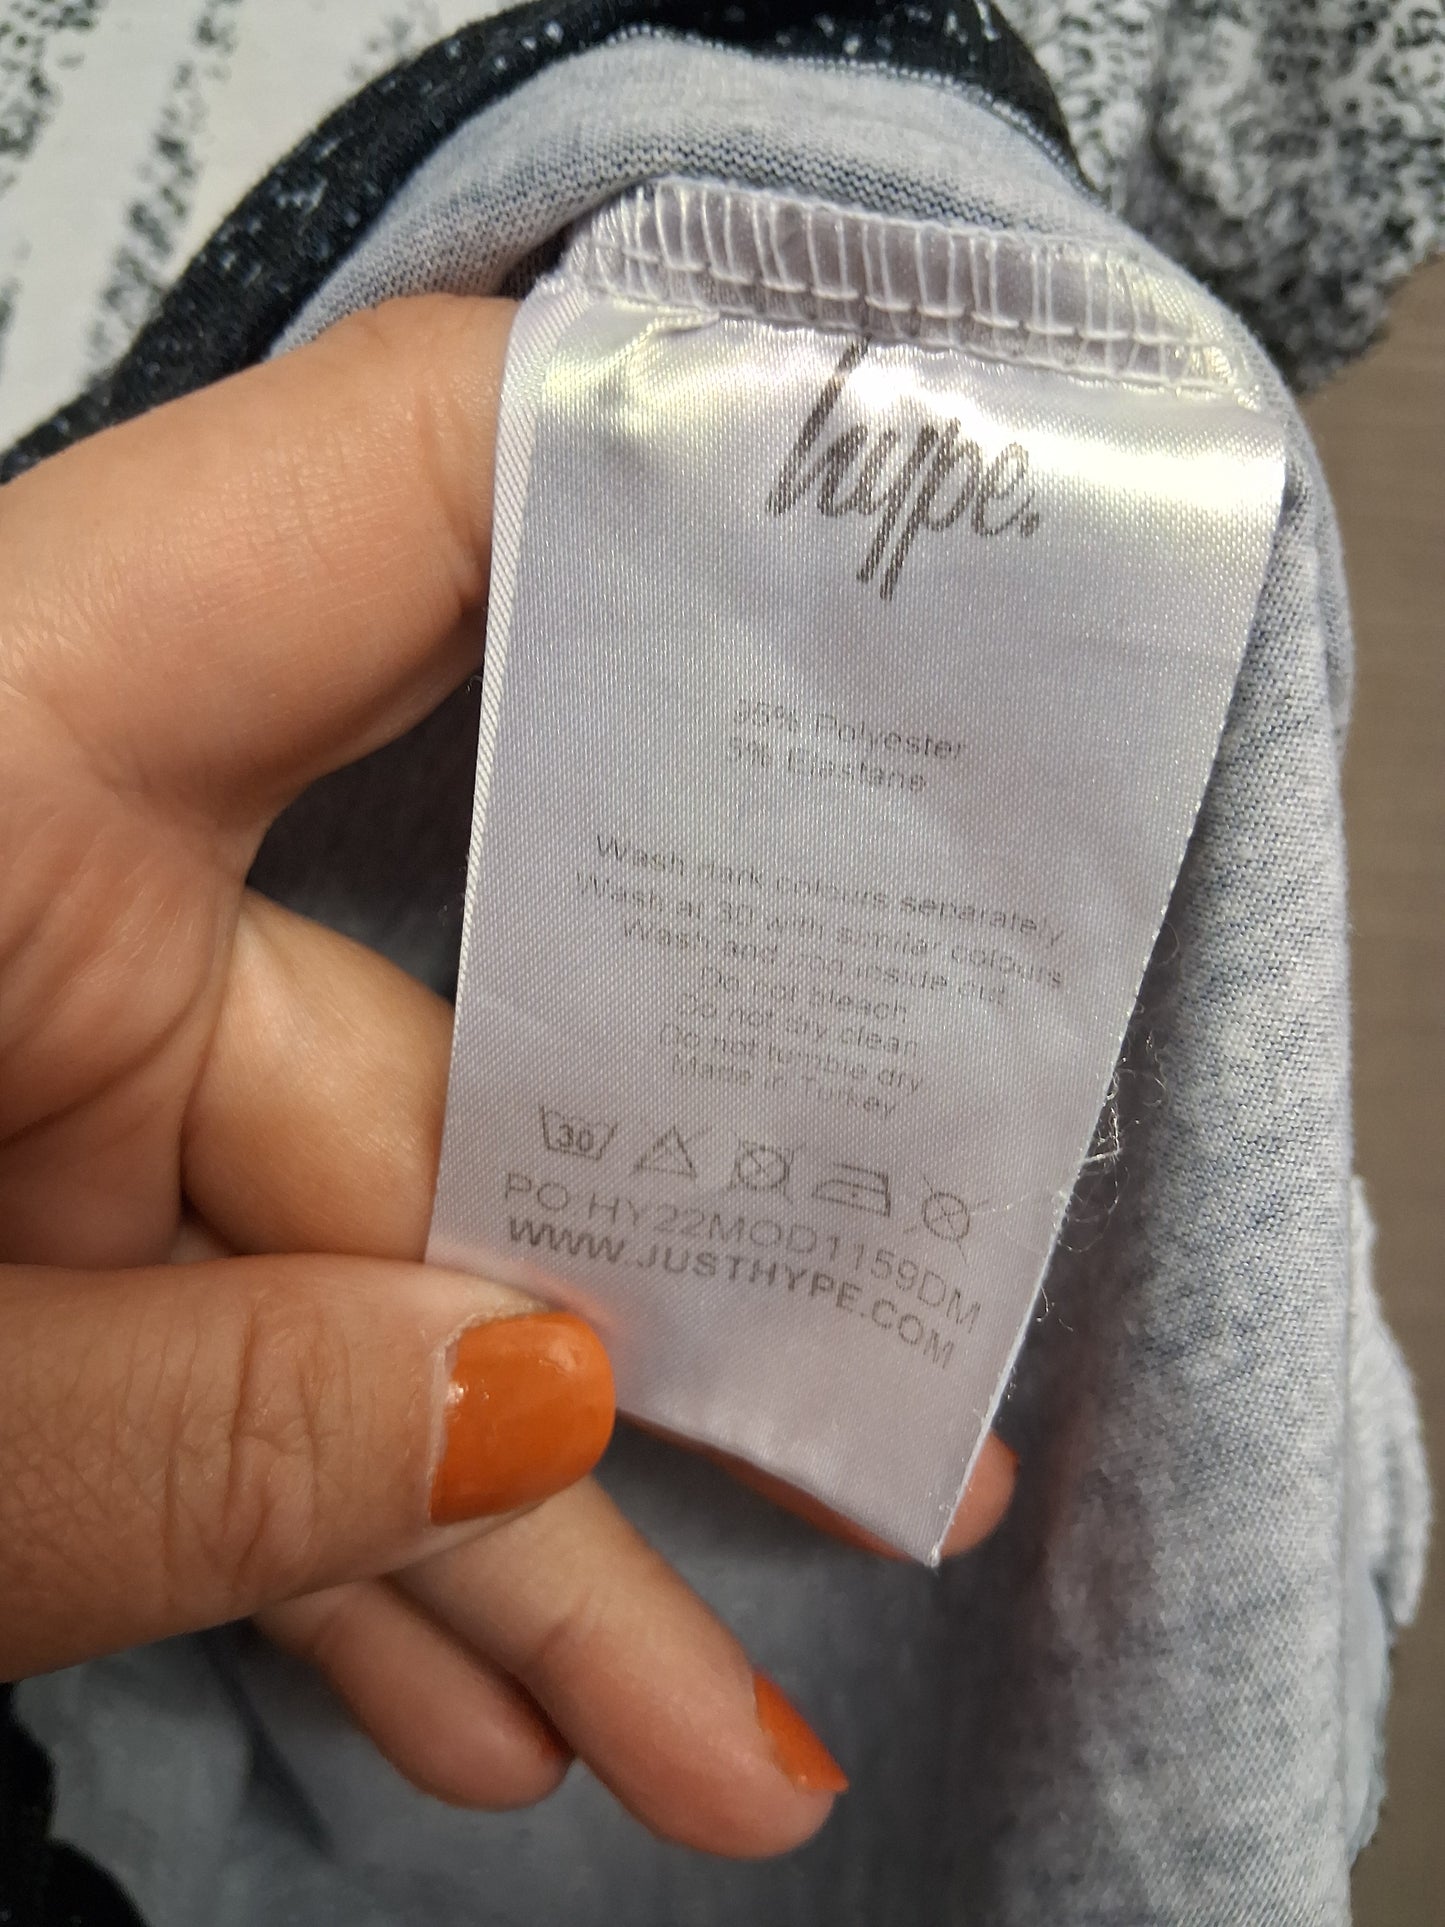 hype.
95% Polyester
5% Elastane
Wash dark colours separately
Wash at 30 with similar colours
Wash and iron inside out
Do not bleach
Do not dry clean
Do not tumble dry
Made in Turkey
30
PO HY22MOD1159DM
WWW.JUSTHYPE.COM